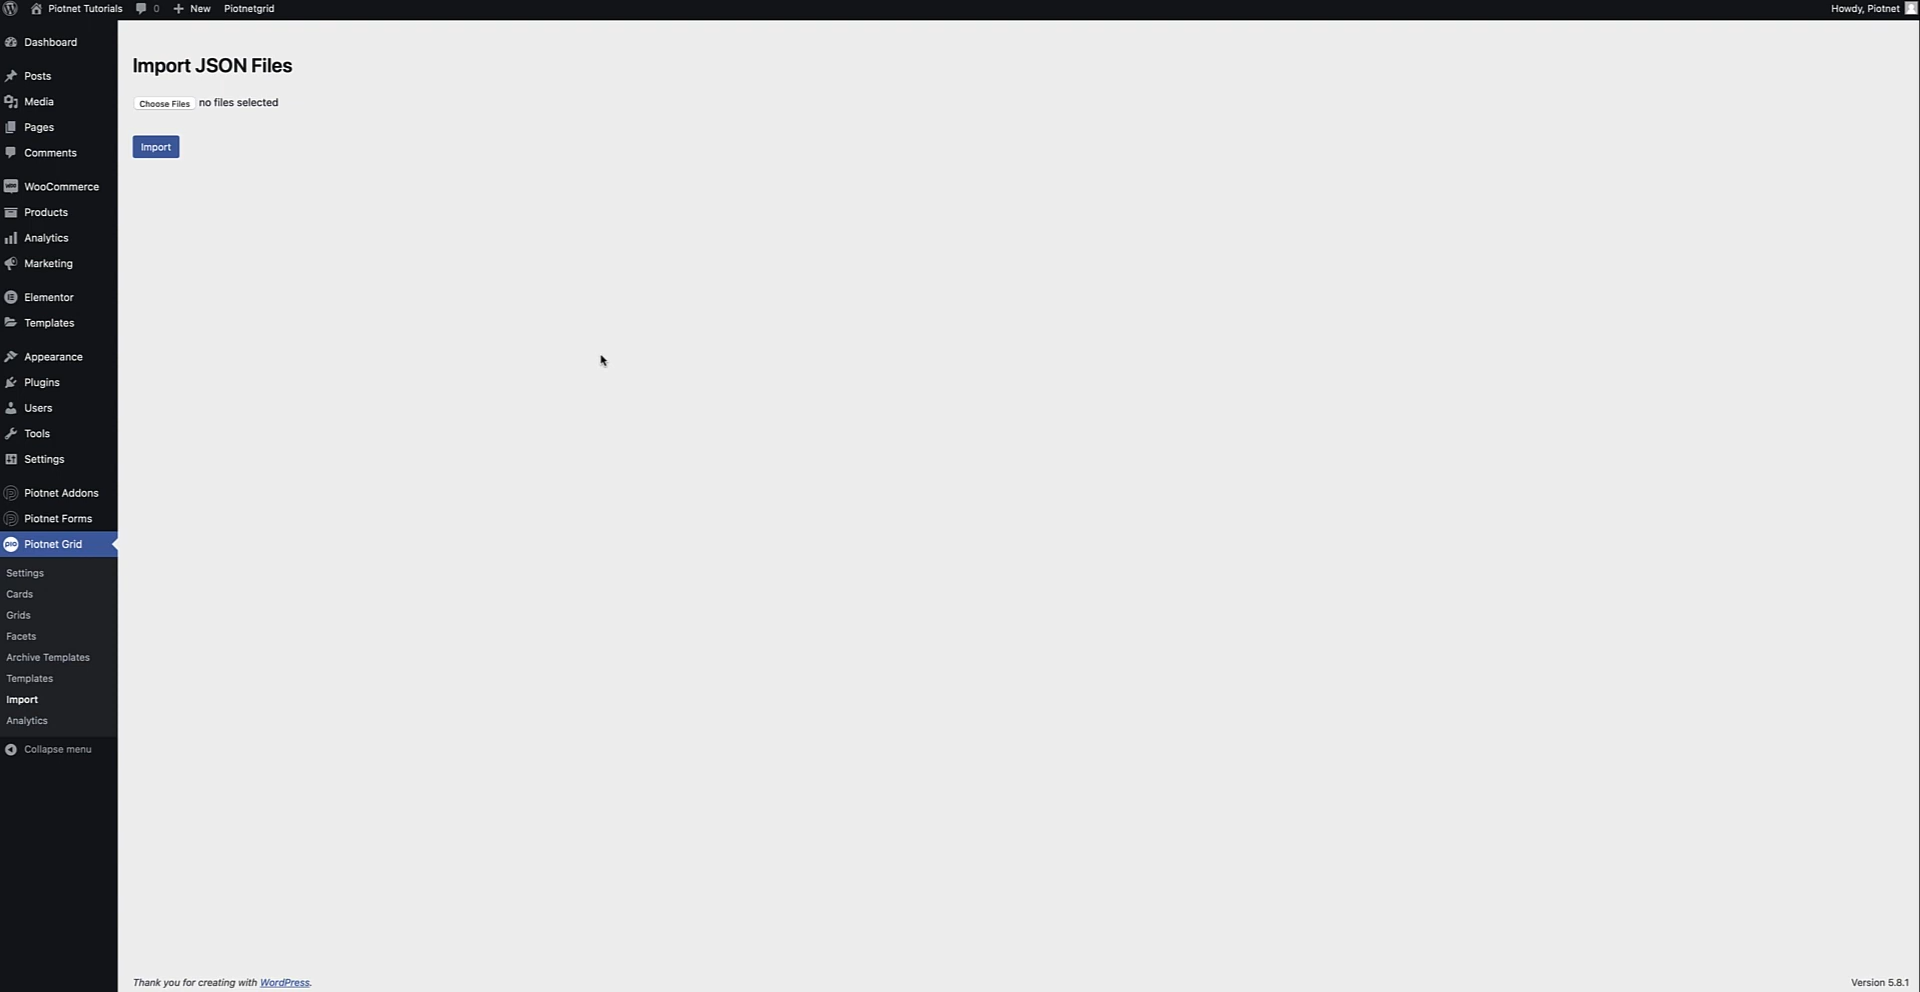 Piotnet Tutorials 0 New Piotnetgrid Howdy, Piotnet
Dashboard
Posts
Media
Pages
Comments
WooCommerce
Products
Analytics
Marketing
Elementor
Templates
Appearance
Plugins
Users
Tools
Settings
Piotnet Addons
Piotnet Forms
Piotnet Grid
Settings
Cards
Grids
Facets
Archive Templates
Templates
Import
Analytics
Collapse menu
Import JSON Files
Choose Files no files selected
Import
Thank you for creating with WordPress. Version 5.8.1